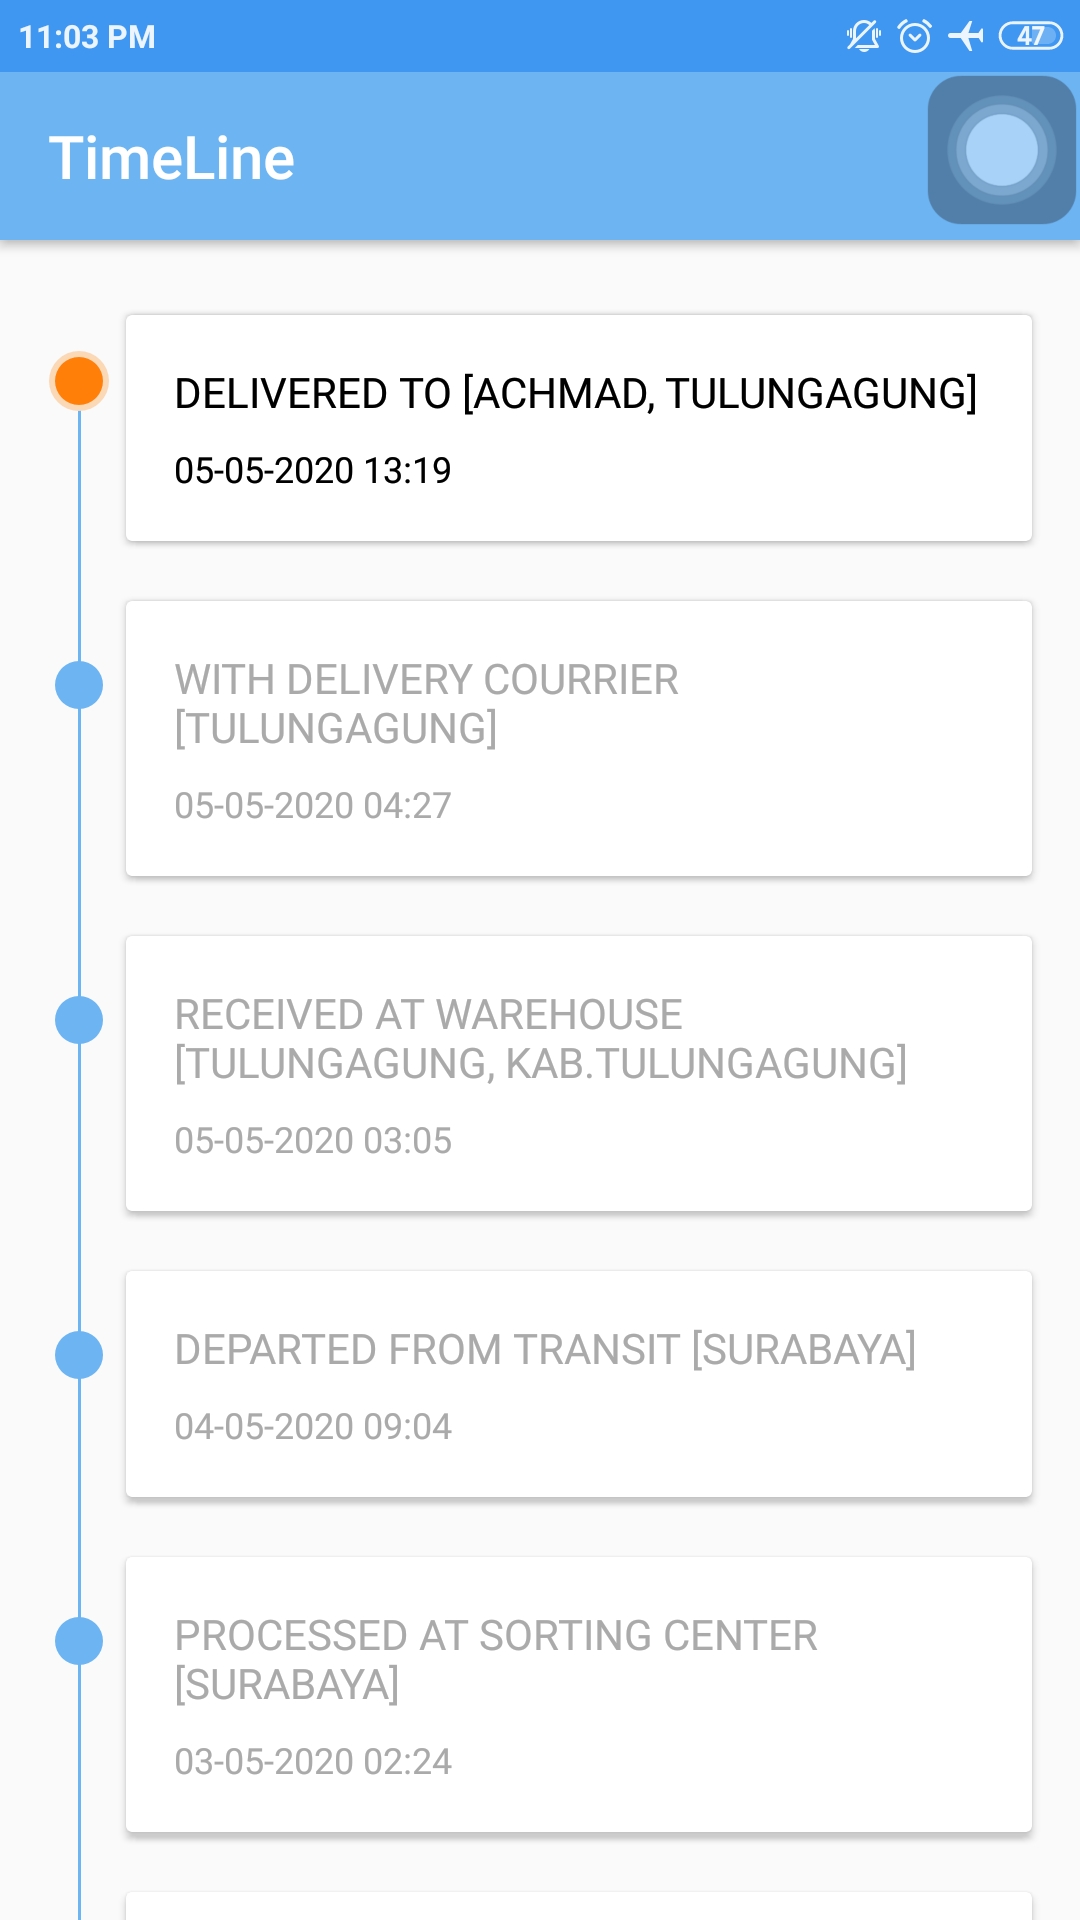 11:03 PM
47
TimeLine
DELIVERED TO [ACHMAD, TULUNGAGUNG]
05-05-2020 13:19
WITH DELIVERY COURRIER
[TULUNGAGUNG]
05-05-2020 04:27
RECEIVED AT WAREHOUSE
[TULUNGAGUNG, KAB.TULUNGAGUNG]
05-05-2020 03:05
DEPARTED FROM TRANSIT [SURABAYA]
04-05-2020 09:04
PROCESSED AT SORTING CENTER
[SURABAYA]
03-05-2020 02:24